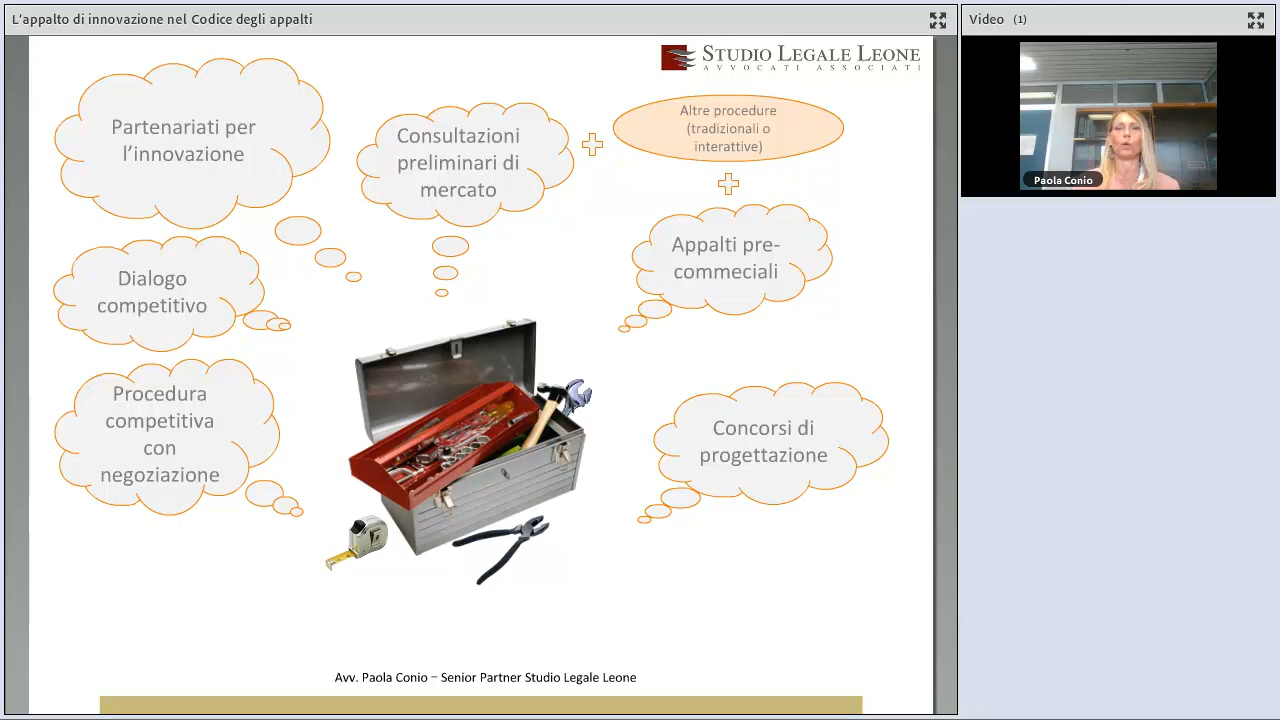 L'appalto di innovazione nel Codice degli appalti
Video (1)
STUDIO LEGALE LEONE
AVVOCATI ASSOCIATI
Partenariati per
l'innovazione
Consultazioni
preliminari di
mercato
Altre procedure
(tradizionali o
interattive)
Paola Conio
Dialogo
competitivo
Appalti pre-
commeciali
Procedura
competitiva
con
negoziazione
Concorsi di
progettazione
Avv. Paola Conio – Senior Partner Studio Legale Leone